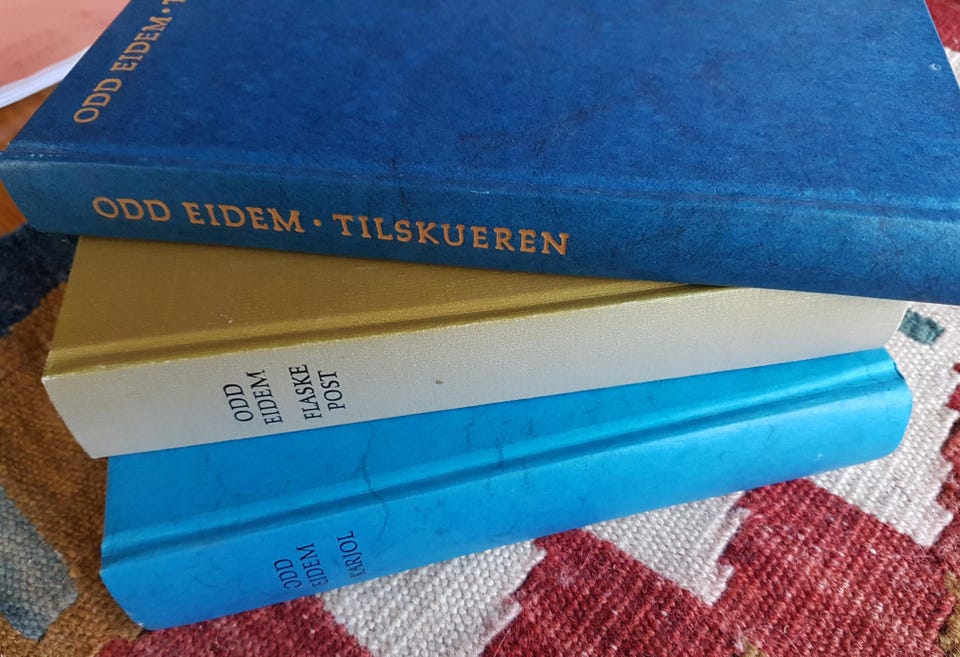 ODD EIDEM •
ODD EIDEM • TILSKUEREN
ODD
EIDEM
FLASKE
POST
ODD
EIDEM
KARJOL